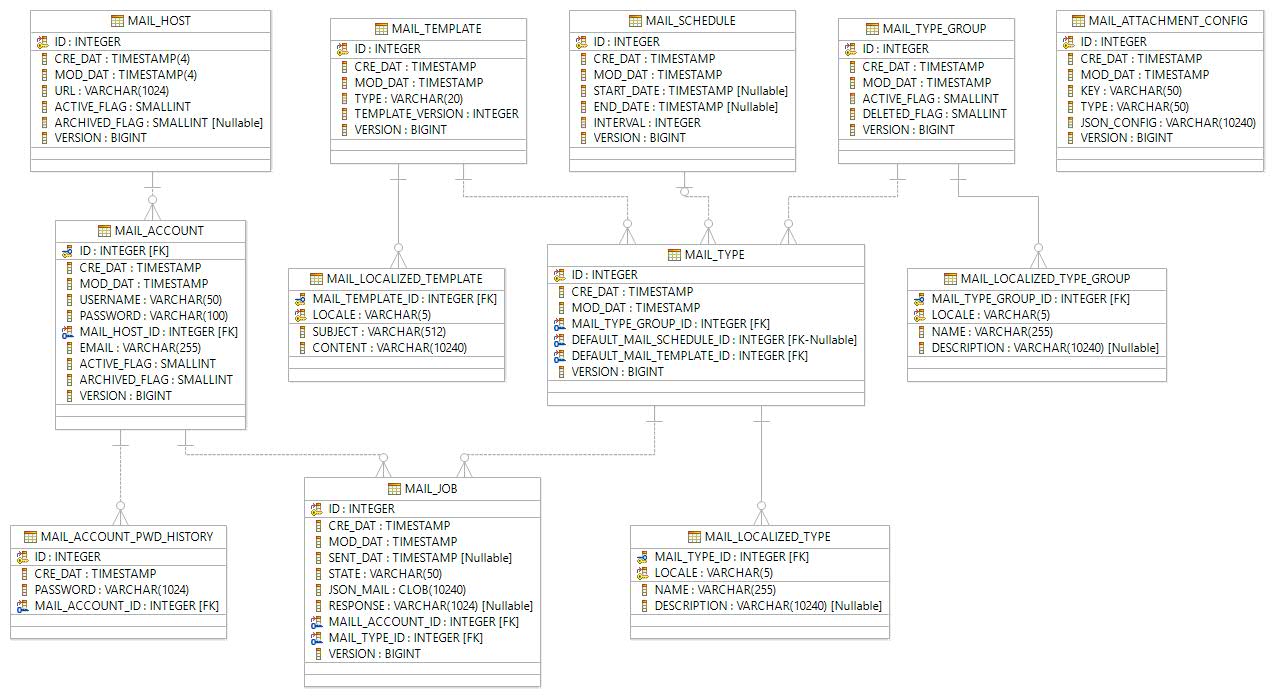 MAIL_HOST
ID : INTEGER
CRE_DAT : TIMESTAMP(4)
MOD_DAT : TIMESTAMP(4)
URL : VARCHAR(1024)
ACTIVE_FLAG : SMALLINT
ARCHIVED_FLAG : SMALLINT [Nullable]
VERSION : BIGINT
MAIL_TEMPLATE
ID : INTEGER
CRE_DAT : TIMESTAMP
MOD_DAT : TIMESTAMP
TYPE : VARCHAR(20)
TEMPLATE_VERSION : INTEGER
VERSION : BIGINT
MAIL_SCHEDULE
ID : INTEGER
CRE_DAT : TIMESTAMP
MOD_DAT : TIMESTAMP
START_DATE : TIMESTAMP [Nullable]
END_DATE : TIMESTAMP [Nullable]
INTERVAL : INTEGER
VERSION : BIGINT
MAIL_TYPE_GROUP
ID : INTEGER
CRE_DAT : TIMESTAMP
MOD_DAT : TIMESTAMP
ACTIVE_FLAG : SMALLINT
DELETED_FLAG : SMALLINT
VERSION : BIGINT
MAIL_ATTACHMENT_CONFIG
ID : INTEGER
CRE_DAT : TIMESTAMP
MOD_DAT : TIMESTAMP
KEY : VARCHAR(50)
TYPE : VARCHAR(50)
JSON_CONFIG : VARCHAR(10240)
VERSION : BIGINT
MAIL_ACCOUNT
ID : INTEGER [FK]
CRE_DAT : TIMESTAMP
MOD_DAT : TIMESTAMP
USERNAME : VARCHAR(50)
PASSWORD : VARCHAR(100)
MAIL_HOST_ID : INTEGER [FK]
EMAIL : VARCHAR(255)
ACTIVE_FLAG : SMALLINT
ARCHIVED_FLAG : SMALLINT
VERSION : BIGINT
MAIL_LOCALIZED_TEMPLATE
MAIL_TEMPLATE_ID : INTEGER [FK]
LOCALE : VARCHAR(5)
SUBJECT : VARCHAR(512)
CONTENT : VARCHAR(10240)
MAIL_TYPE
ID : INTEGER
CRE_DAT : TIMESTAMP
MOD_DAT : TIMESTAMP
MAIL_TYPE_GROUP_ID : INTEGER [FK]
DEFAULT_MAIL_SCHEDULE_ID : INTEGER [FK-Nullable]
DEFAULT_MAIL_TEMPLATE_ID : INTEGER [FK]
VERSION : BIGINT
MAIL_LOCALIZED_TYPE_GROUP
MAIL_TYPE_GROUP_ID : INTEGER [FK]
LOCALE : VARCHAR(5)
NAME : VARCHAR(255)
DESCRIPTION : VARCHAR(10240) [Nullable]
MAIL_ACCOUNT_PWD_HISTORY
ID : INTEGER
CRE_DAT : TIMESTAMP
PASSWORD : VARCHAR(1024)
MAIL_ACCOUNT_ID : INTEGER [FK]
MAIL_JOB
ID : INTEGER
CRE_DAT : TIMESTAMP
MOD_DAT : TIMESTAMP
SENT_DAT : TIMESTAMP [Nullable]
STATE : VARCHAR(50)
JSON_MAIL : CLOB(10240)
RESPONSE : VARCHAR(1024) [Nullable]
MAILL_ACCOUNT_ID : INTEGER [FK]
MAIL_TYPE_ID : INTEGER [FK]
VERSION : BIGINT
MAIL_LOCALIZED_TYPE
MAIL_TYPE_ID : INTEGER [FK]
LOCALE : VARCHAR(5)
NAME : VARCHAR(255)
DESCRIPTION : VARCHAR(10240) [Nullable]